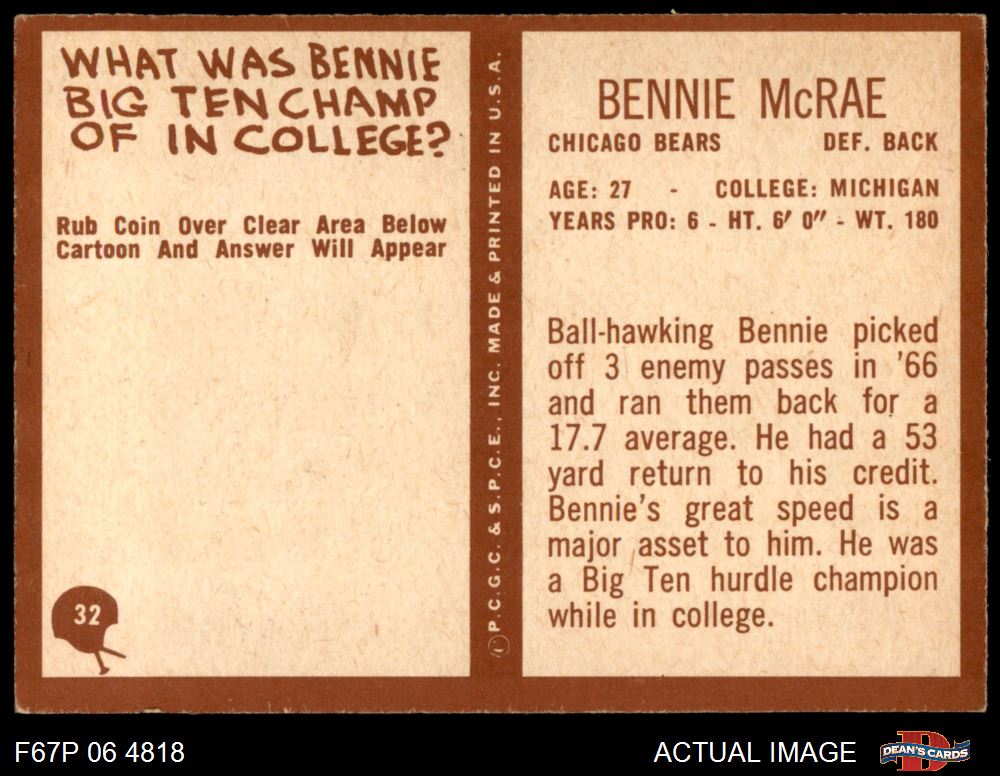 WHAT WAS BENNIE
BIG TEN CHAMP
OF IN COLLEGE?
Rub Coin Over Clear Area Below
Cartoon And Answer Will Appear
32
© P.C.G.C. & S.P.C.E., INC. MADE & PRINTED IN U.S.A.
BENNIE McRAE
CHICAGO BEARS DEF. BACK
AGE: 27 - COLLEGE: MICHIGAN
YEARS PRO: 6 - HT. 6' 0" - WT. 180
Ball-hawking Bennie picked
off 3 enemy passes in '66
and ran them back for a
17.7 average. He had a 53
yard return to his credit.
Bennie's great speed is a
major asset to him. He was
a Big Ten hurdle champion
while in college.
F67P 06 4818
ACTUAL IMAGE
D
DEAN'S CARDS